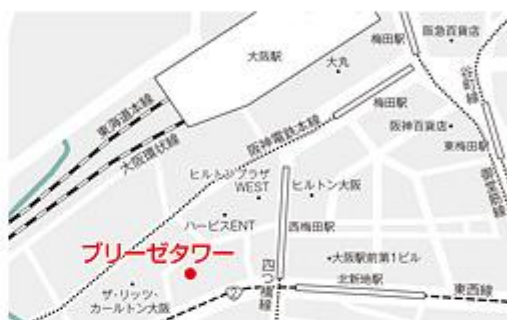 梅田駅
阪急百貨店
大阪駅
大丸
谷町線
東海道本線
梅田駅
大阪環状線
阪神電鉄本線
阪神百貨店
東梅田駅
ヒルトンプラザ
WEST
ヒルトン大阪
御堂筋線
ハービスENT
西梅田駅
ブリーゼタワー
大阪駅前第1ビル
四つ橋線
北新地駅
ザ・リッツ・
カールトン大阪
2
東西線